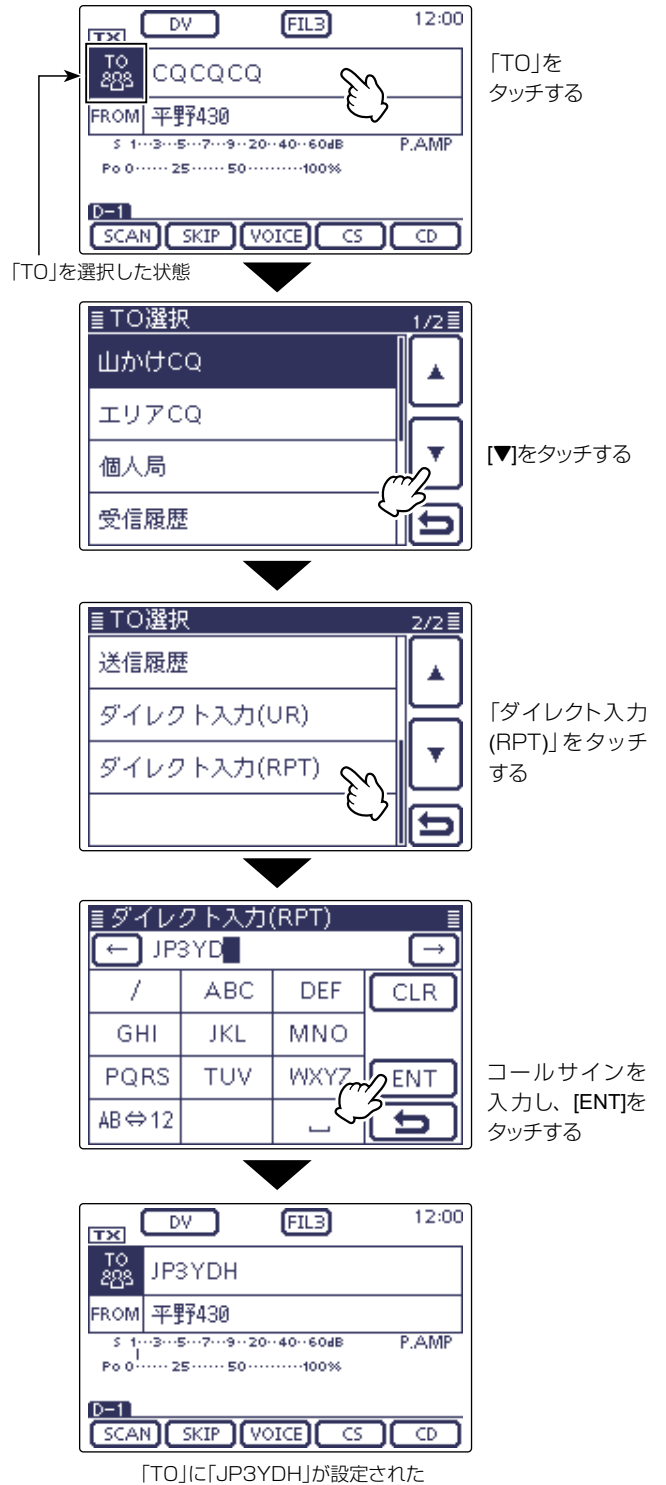 DV FIL3 12:00
TX
TO CQCQCQ
FROM 平野430
S 1・・・3・・・5・・・7・・・9・・20・・40・・60dB P.AMP
Po 0・・・・・・25・・・・・・50・・・・・・・・・100%
D-1
SCAN SKIP VOICE CS CD
「TO」を
タッチする
「TO」を選択した状態
TO選択 1/2
山かけCQ ▲
エリアCQ
個人局 ▼
受信履歴
[▼]をタッチする
TO選択 2/2
送信履歴 ▲
ダイレクト入力(UR)
ダイレクト入力(RPT) ▼
「ダイレクト入力
(RPT)」をタッチ
する
ダイレクト入力(RPT)
← JP3YD →
/ ABC DEF CLR
GHI JKL MNO
PQRS TUV WXYZ ENT
AB⇔12 ␣
コールサインを
入力し、[ENT]を
タッチする
DV FIL3 12:00
TX
TO JP3YDH
FROM 平野430
S 1・・・3・・・5・・・7・・・9・・20・・40・・60dB P.AMP
Po 0・・・・・・25・・・・・・50・・・・・・・・・100%
D-1
SCAN SKIP VOICE CS CD
「TO」に「JP3YDH」が設定された